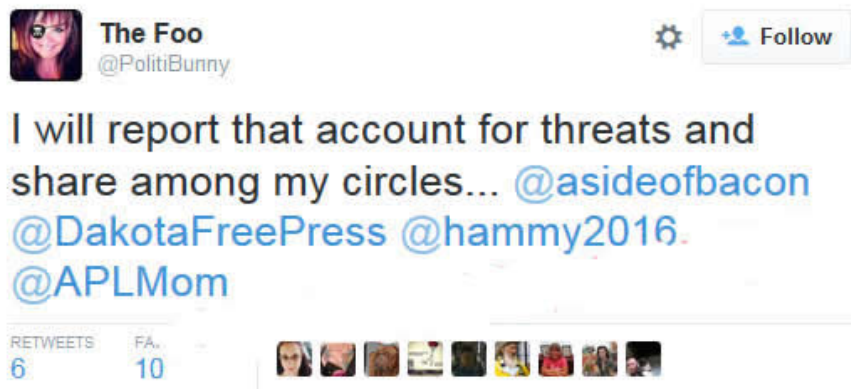 The Foo
@PolitiBunny
Follow
I will report that account for threats and
share among my circles... @asideofbacon
@DakotaFreePress @hammy2016
@APLMom
RETWEETS
6
10